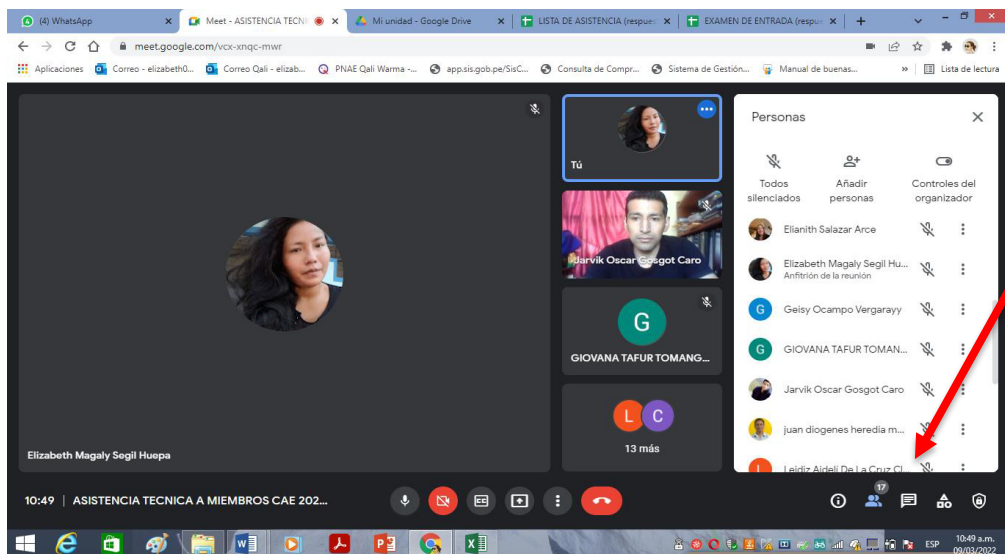 (4) WhatsApp
Meet - ASISTENCIA TECNI
Mi unidad - Google Drive
LISTA DE ASISTENCIA (respues
EXAMEN DE ENTRADA (respue
meet.google.com/vcx-xnqc-mwr
Aplicaciones
Correo - elizabeth0...
Correo Qali - elizab...
PNAE Qali Warma -...
app.sis.gob.pe/SisC...
Consulta de Compr...
Sistema de Gestión...
Manual de buenas...
»
Lista de lectura
Tú
Jarvik Oscar Gosgot Caro
G
GIOVANA TAFUR TOMANG...
L C
13 más
Elizabeth Magaly Segil Huepa
Personas
Todos silenciados
Añadir personas
Controles del organizador
Elianith Salazar Arce
Elizabeth Magaly Segil Hu...
Anfitrión de la reunión
G Geisy Ocampo Vergarayy
G GIOVANA TAFUR TOMAN...
Jarvik Oscar Gosgot Caro
juan diogenes heredia m...
L Leidiz Aidelí De La Cruz Cl
10:49 | ASISTENCIA TECNICA A MIEMBROS CAE 202...
17
ESP
10:49 a.m.
09/03/2022